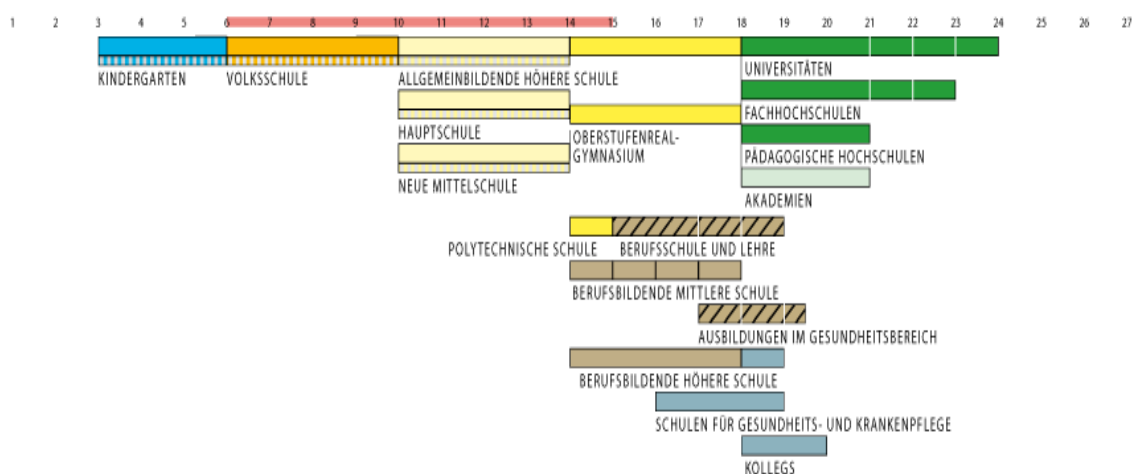 1 2 3 4 5 6 7 8 9 10 11 12 13 14 15 16 17 18 19 20 21 22 23 24 25 26 27
KINDERGARTEN
VOLKSSCHULE
ALLGEMEINBILDENDE HÖHERE SCHULE
UNIVERSITÄTEN
HAUPTSCHULE
OBERSTUFENREAL-
GYMNASIUM
FACHHOCHSCHULEN
NEUE MITTELSCHULE
PÄDAGOGISCHE HOCHSCHULEN
AKADEMIEN
POLYTECHNISCHE SCHULE
BERUFSSCHULE UND LEHRE
BERUFSBILDENDE MITTLERE SCHULE
AUSBILDUNGEN IM GESUNDHEITSBEREICH
BERUFSBILDENDE HÖHERE SCHULE
SCHULEN FÜR GESUNDHEITS- UND KRANKENPFLEGE
KOLLEGS